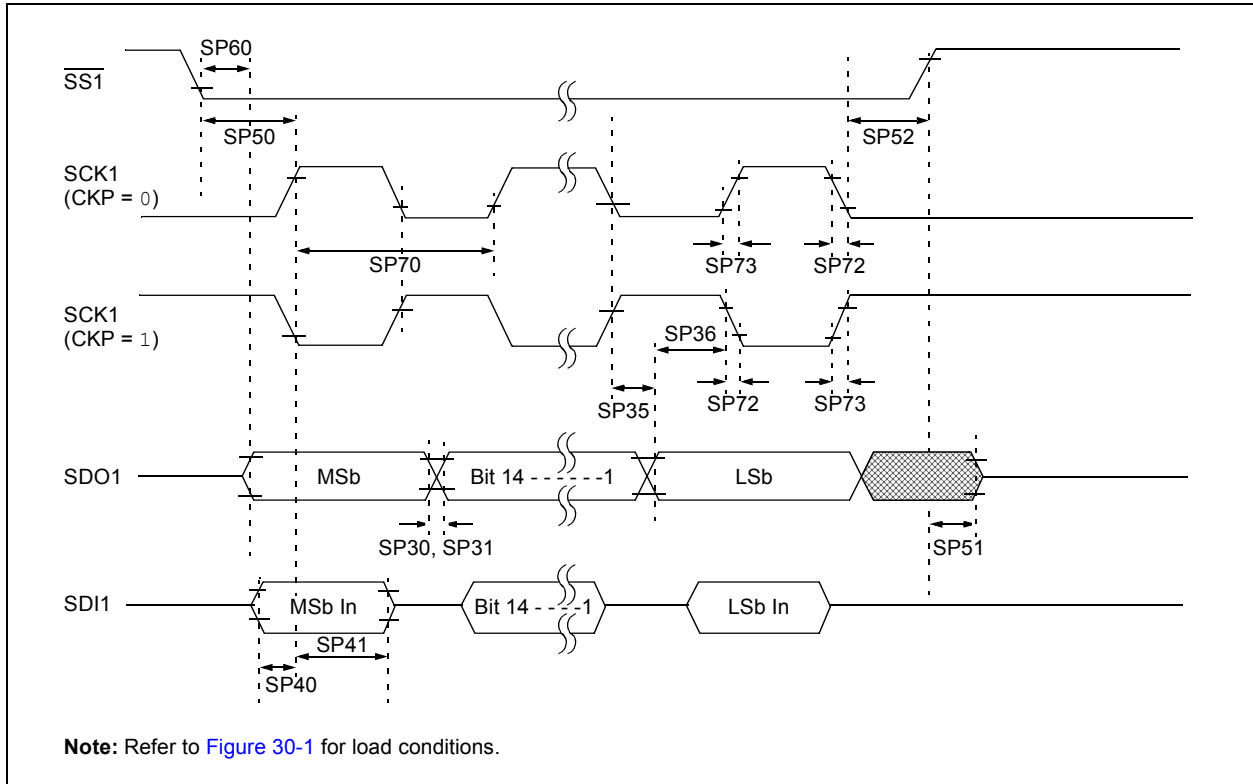 SP60
SS1
SP50
SP52
SCK1
(CKP = 0)
SP70
SP73
SP72
SCK1
(CKP = 1)
SP36
SP35
SP72
SP73
SDO1
MSb
Bit 14 - - - - - -1
LSb
SP30, SP31
SP51
SDI1
MSb In
Bit 14 - - - -1
LSb In
SP41
SP40
Note: Refer to Figure 30-1 for load conditions.